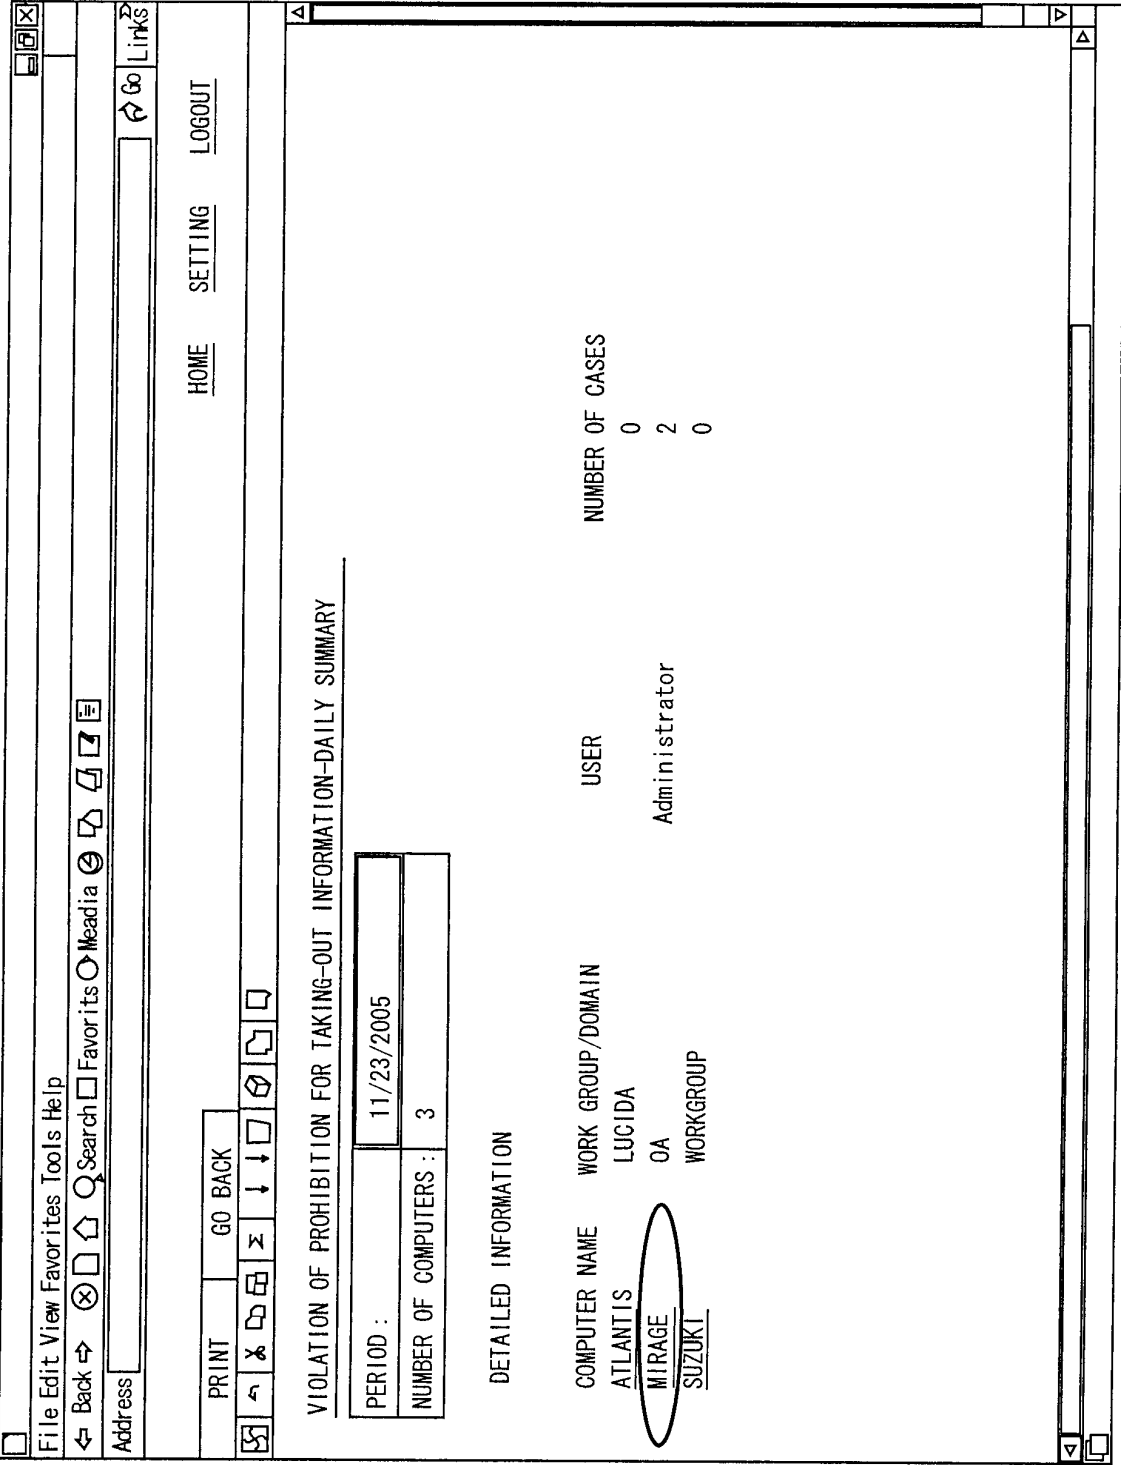 File Edit View Favorites Tools Help
Back Search Favorits Meadia
Address Go Links
HOME SETTING LOGOUT
PRINT GO BACK
VIOLATION OF PROHIBITION FOR TAKING-OUT INFORMATION-DAILY SUMMARY
PERIOD: 11/23/2005
NUMBER OF COMPUTERS: 3
DETAILED INFORMATION
COMPUTER NAME WORK GROUP/DOMAIN USER NUMBER OF CASES
ATLANTIS LUCIDA 0
MIRAGE OA Administrator 2
SUZUKI WORKGROUP 0